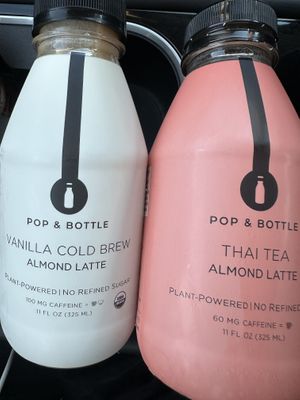 POP & BOTTLE
VANILLA COLD BREW
ALMOND LATTE
PLANT-POWERED | NO REFINED SUGAR
100 MG CAFFEINE =
11 FL OZ (325 ML)
POP & BOTTLE
THAI TEA
ALMOND LATTE
PLANT-POWERED | NO REFINED
60 MG CAFFEINE =
11 FL OZ (325 ML)